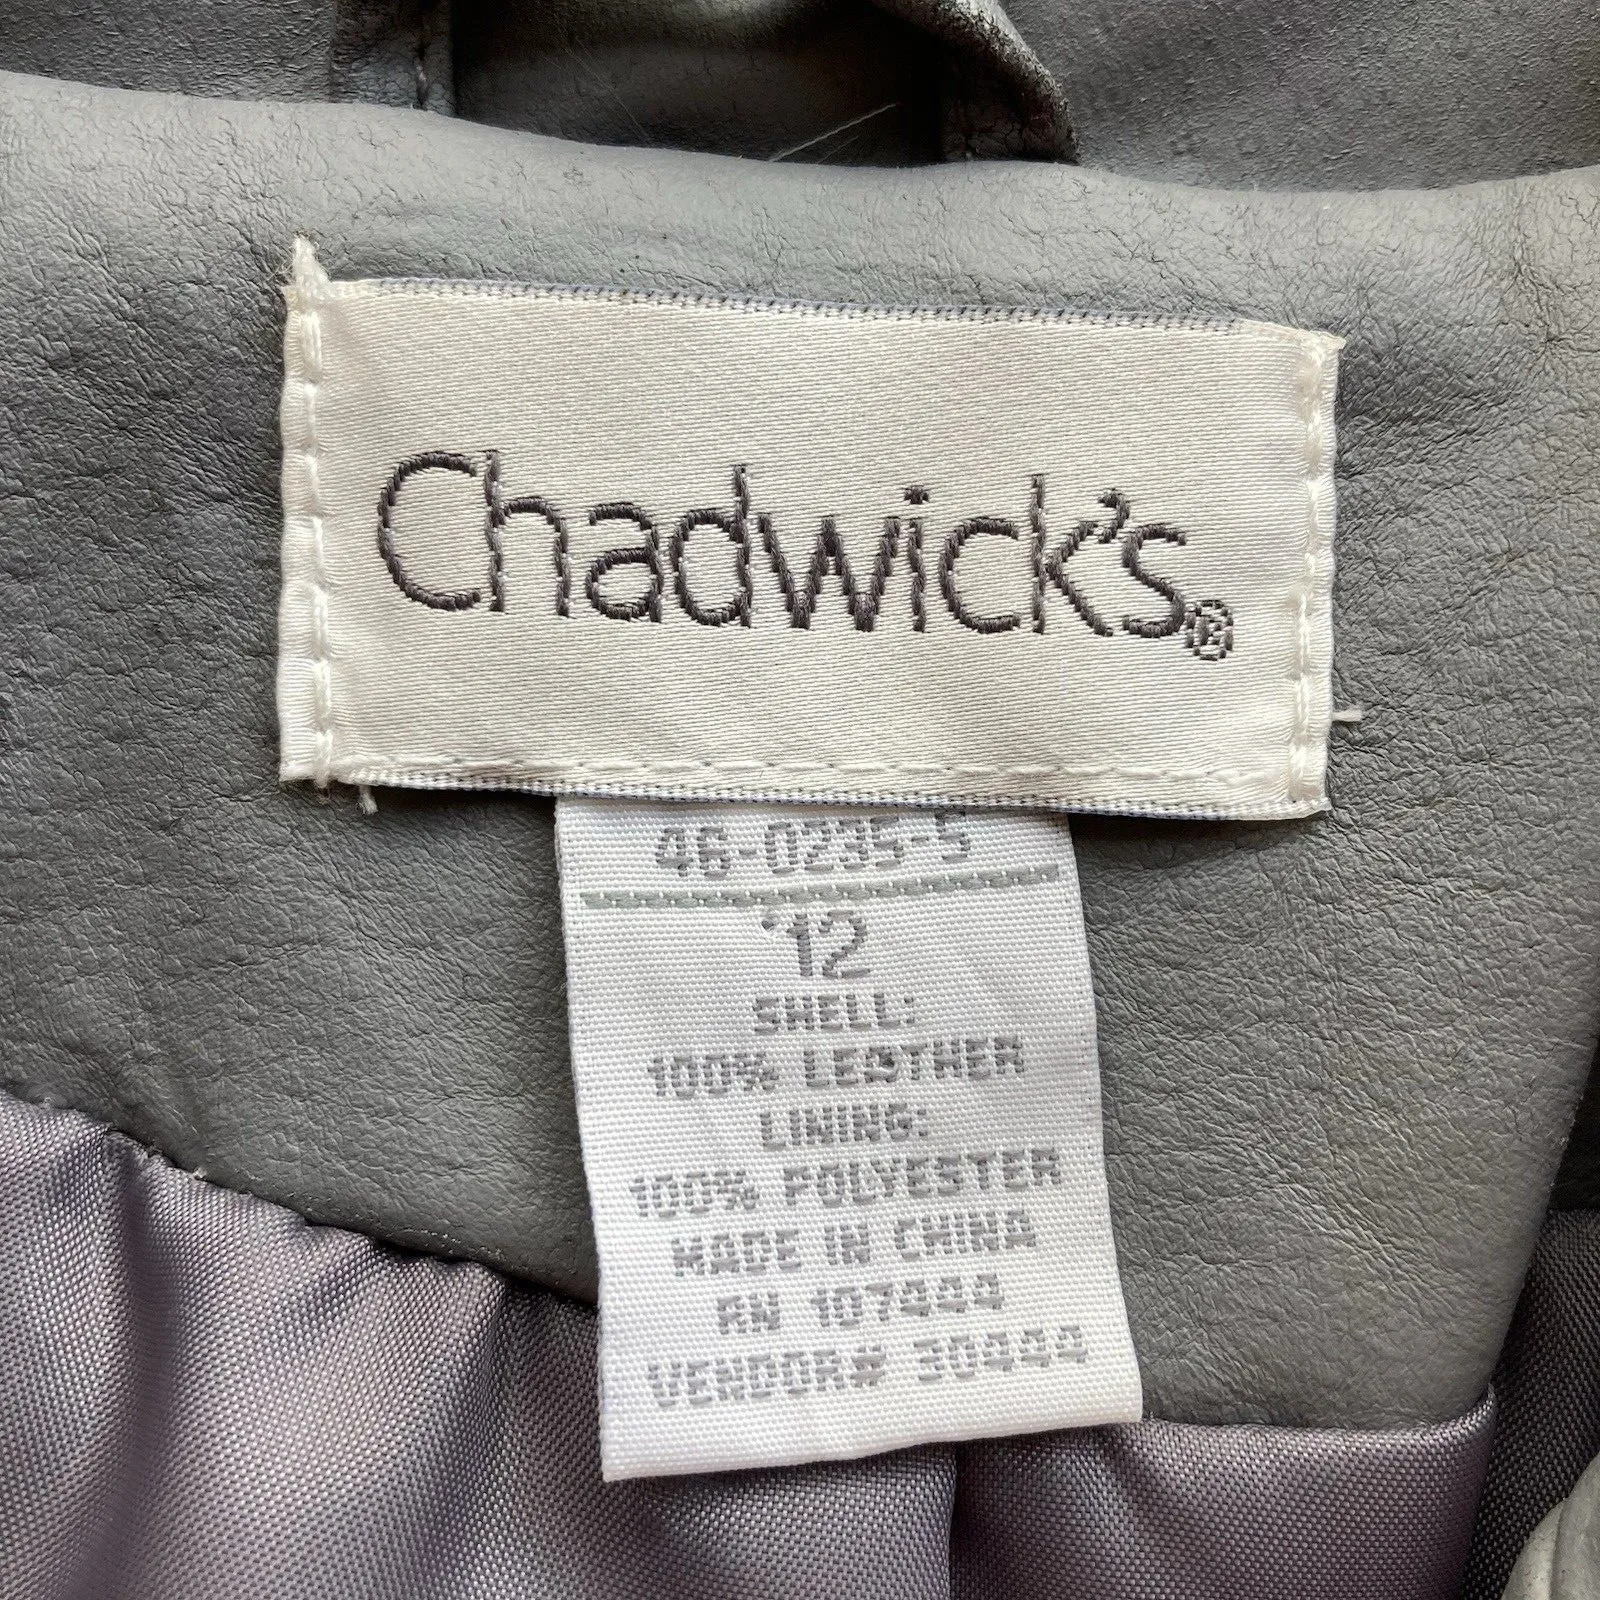 Chadwick's®
46-0235-5
12
SHELL:
100% LEATHER
LINING:
100% POLYESTER
MADE IN CHINA
RN 107444
VENDOR# 30444